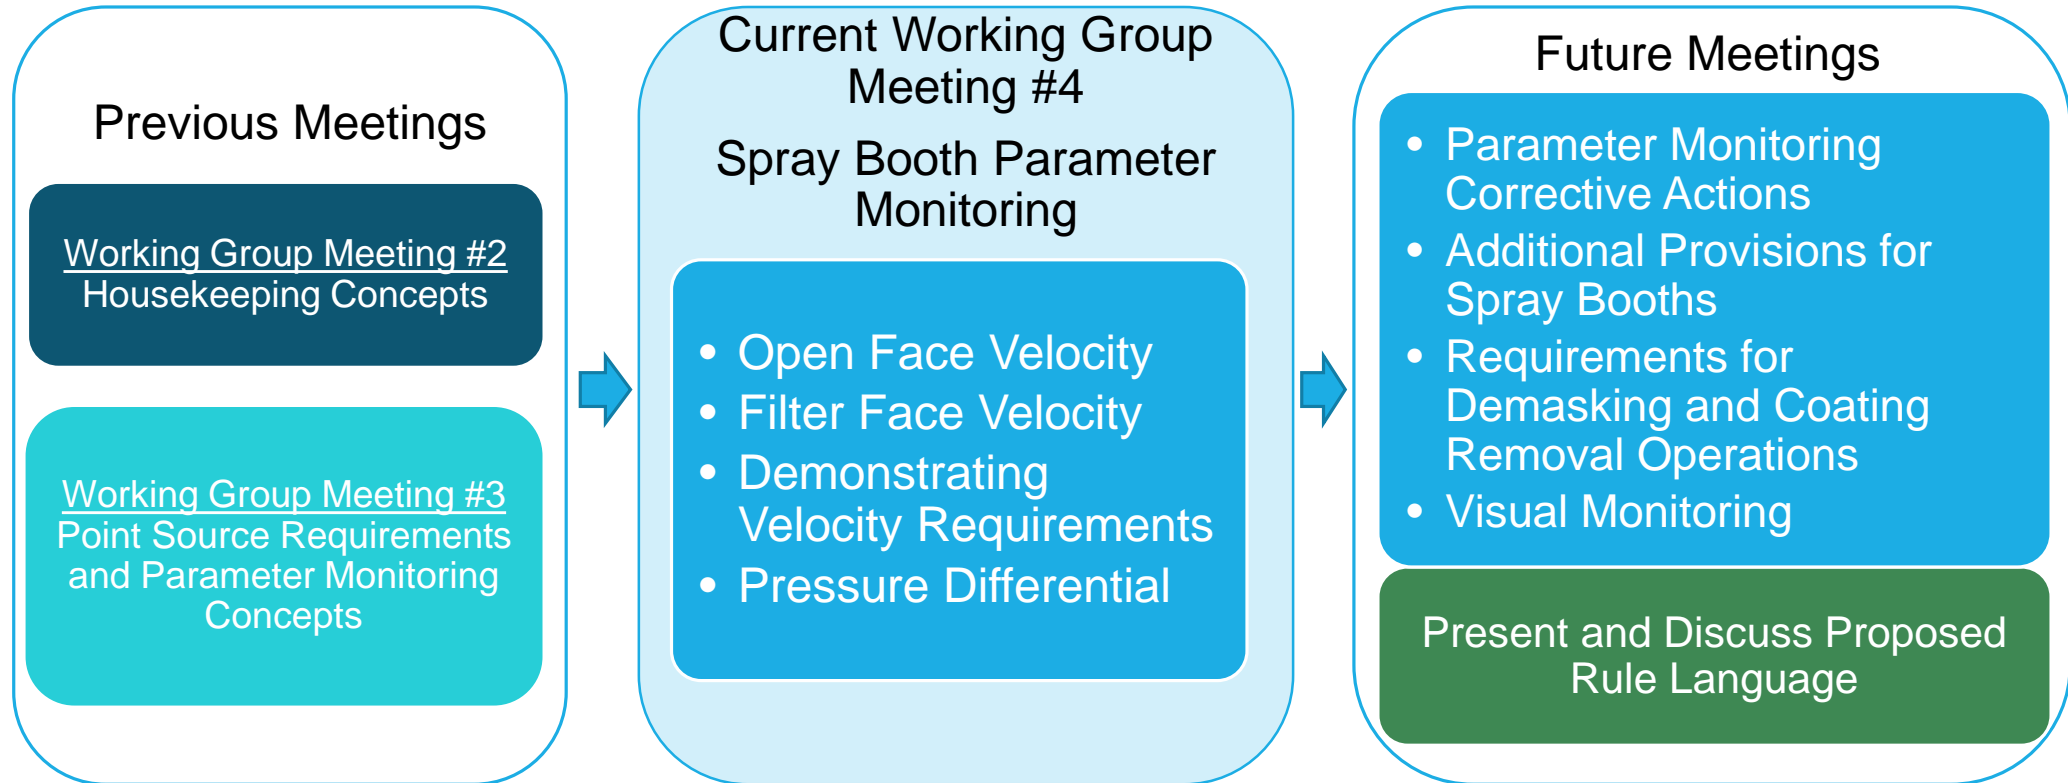 Previous Meetings
Working Group Meeting #2
Housekeeping Concepts
Working Group Meeting #3
Point Source Requirements
and Parameter Monitoring
Concepts
Current Working Group
Meeting #4
Spray Booth Parameter
Monitoring
• Open Face Velocity
• Filter Face Velocity
• Demonstrating
Velocity Requirements
• Pressure Differential
Future Meetings
• Parameter Monitoring
Corrective Actions
• Additional Provisions for
Spray Booths
• Requirements for
Demasking and Coating
Removal Operations
• Visual Monitoring
Present and Discuss Proposed
Rule Language